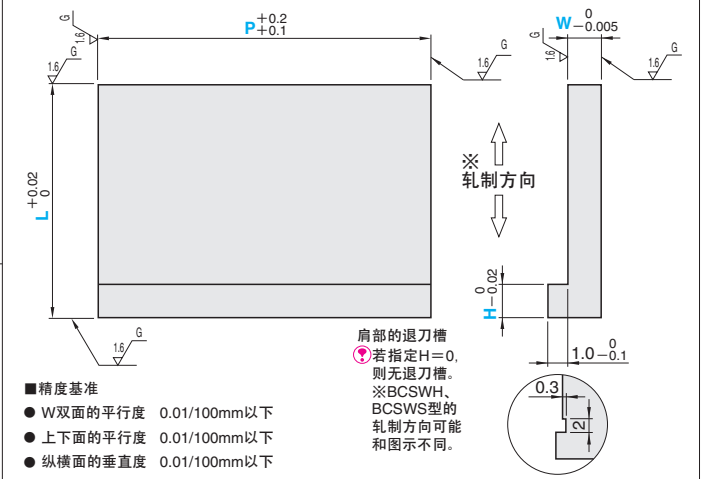 G
1.6
P +0.2 +0.1
W 0 −0.005
G
1.6
G
1.6
G
1.6
G
1.6
L +0.02 0
※
轧制方向
H 0 −0.02
1.0 0 −0.1
G
1.6
肩部的退刀槽
若指定H=0,
则无退刀槽。
※BCSWH、
BCSWS型的
轧制方向可能
和图示不同。
0.3
2
■精度基准
● W双面的平行度 0.01/100mm以下
● 上下面的平行度 0.01/100mm以下
● 纵横面的垂直度 0.01/100mm以下